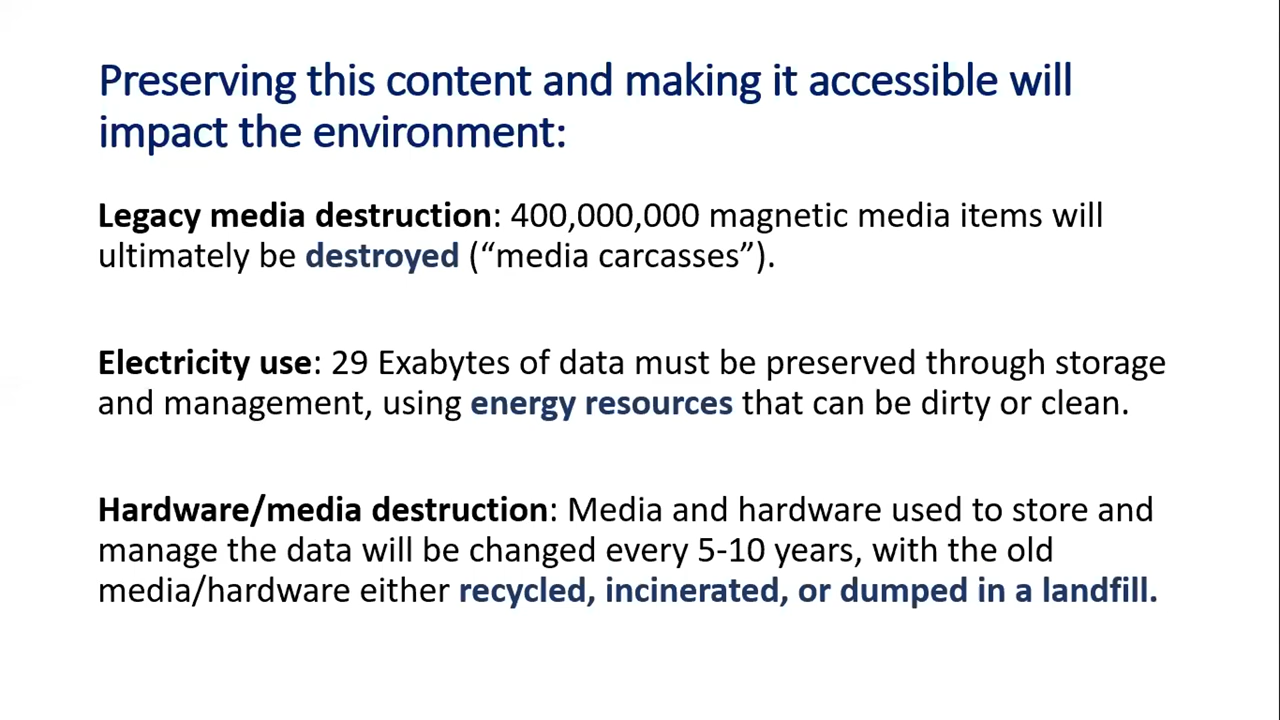 Preserving this content and making it accessible will
impact the environment:
Legacy media destruction: 400,000,000 magnetic media items will
ultimately be destroyed (“media carcasses”).
Electricity use: 29 Exabytes of data must be preserved through storage
and management, using energy resources that can be dirty or clean.
Hardware/media destruction: Media and hardware used to store and
manage the data will be changed every 5-10 years, with the old
media/hardware either recycled, incinerated, or dumped in a landfill.